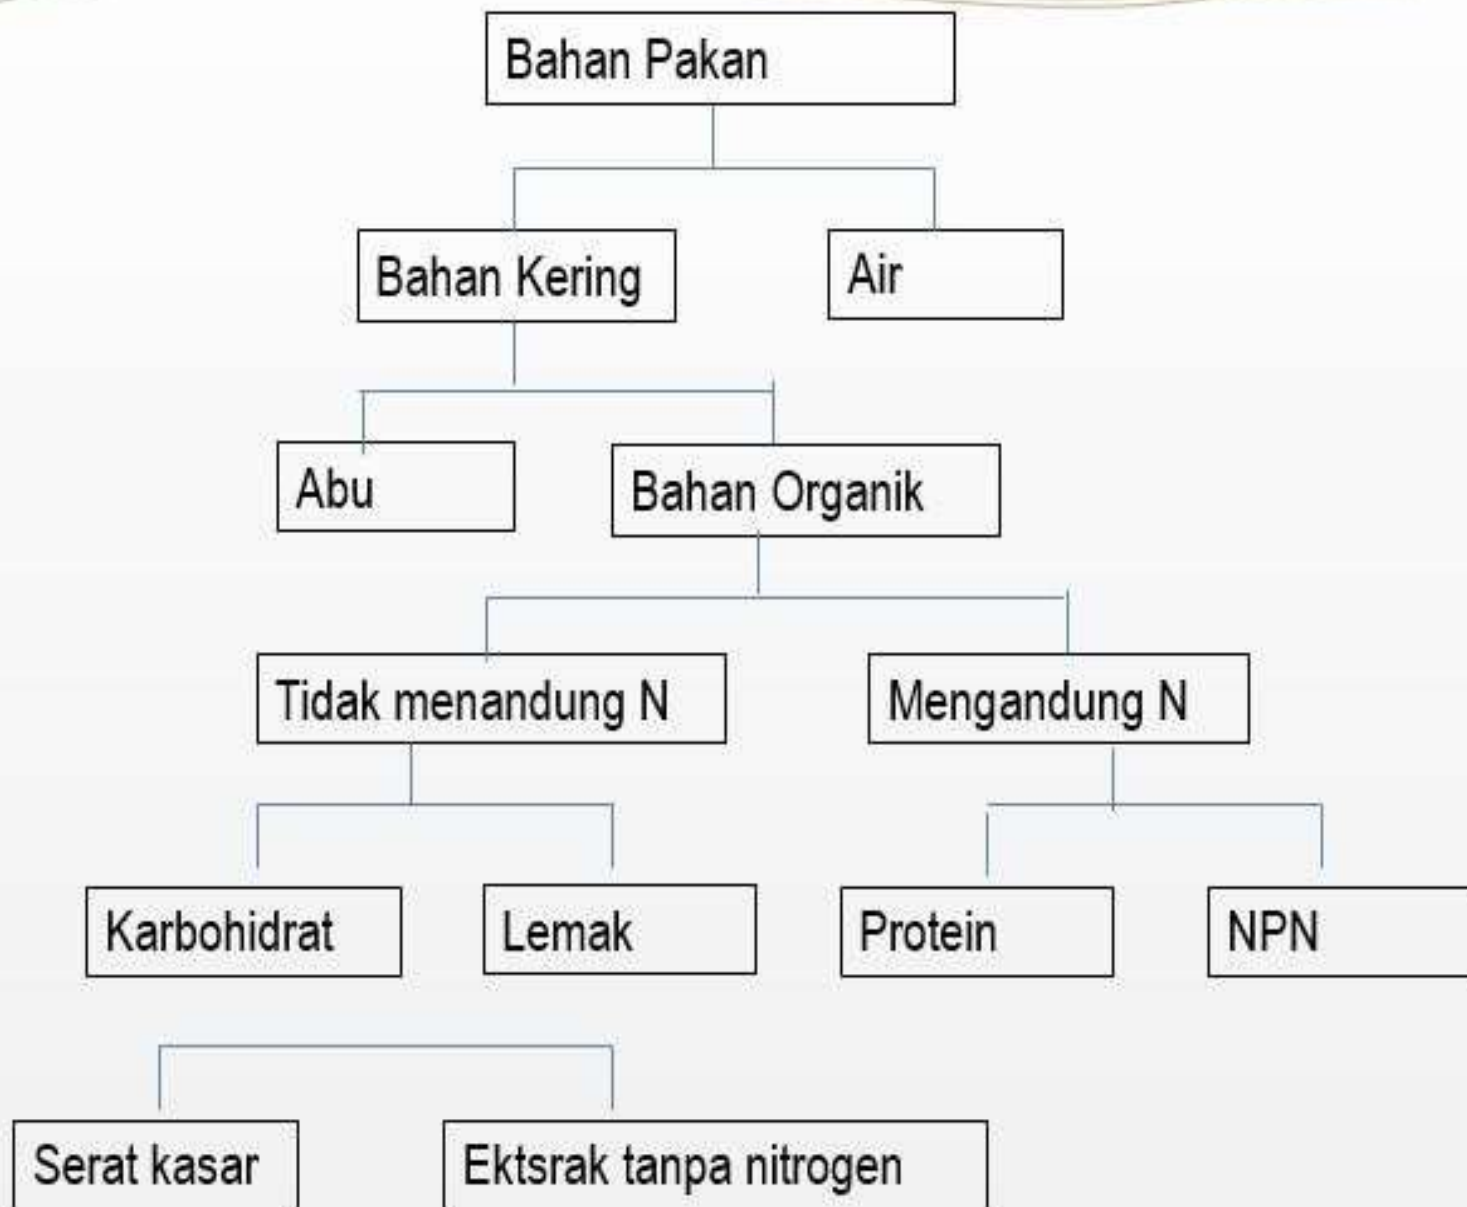 Bahan Pakan
Bahan Kering
Air
Abu
Bahan Organik
Tidak menandung N
Mengandung N
Karbohidrat
Lemak
Protein
NPN
Serat kasar
Ektsrak tanpa nitrogen